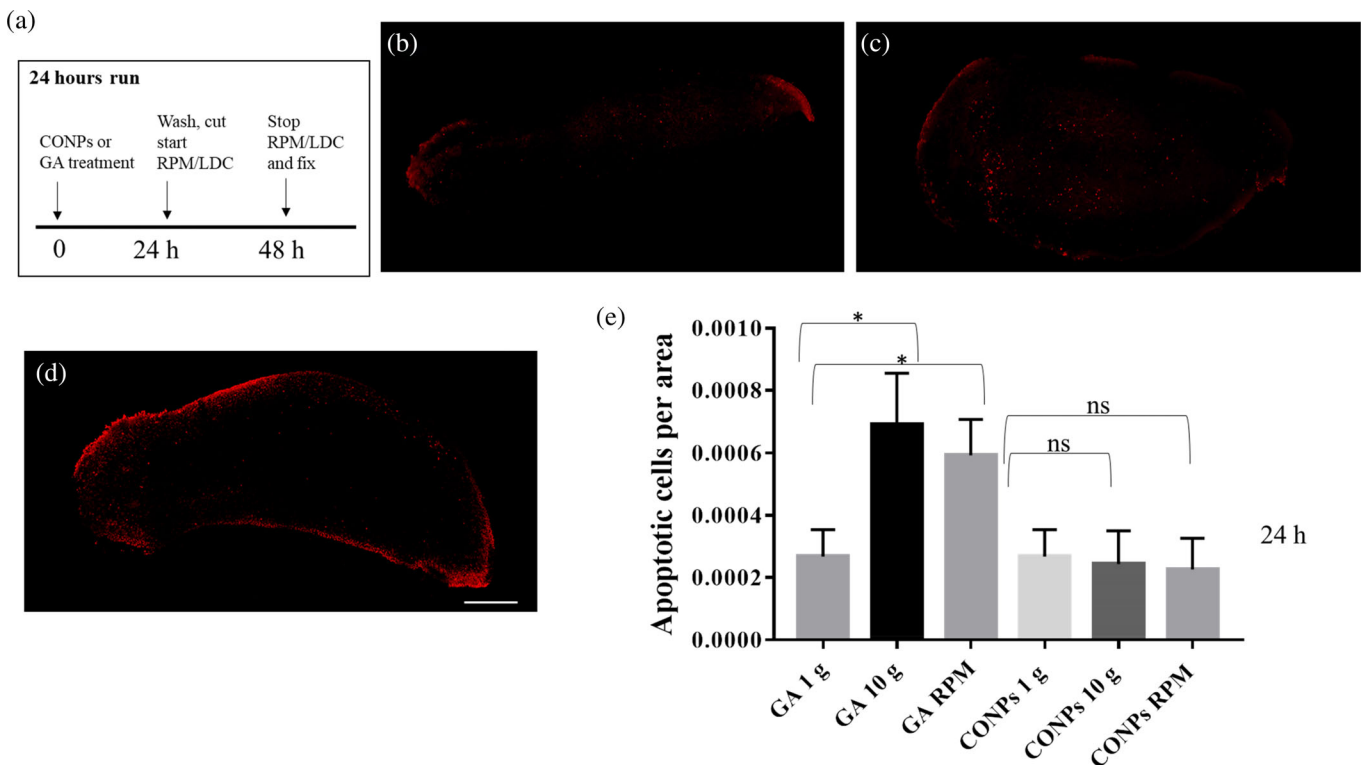 (a)
24 hours run
CONPs or
GA treatment
Wash, cut
start
RPM/LDC
Stop
RPM/LDC
and fix
0
24 h
48 h
(b)
(c)
(d)
(e)
Apoptotic cells per area
0.0010
0.0008
0.0006
0.0004
0.0002
0.0000
*
*
ns
ns
24 h
GA 1 g
GA 10 g
GA RPM
CONPs 1 g
CONPs 10 g
CONPs RPM